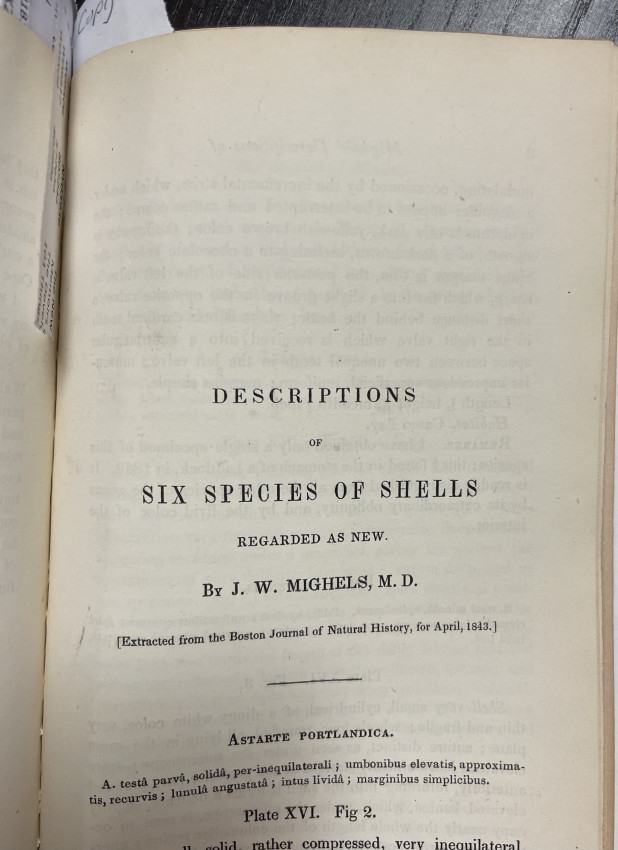 Copy
DESCRIPTIONS
OF
SIX SPECIES OF SHELLS
REGARDED AS NEW.
BY J. W. MIGHELS, M. D.
[Extracted from the Boston Journal of Natural History, for April, 1843.]
ASTARTE PORTLANDICA.
A. testâ parvâ, solidâ, per-inequilaterali ; umbonibus elevatis, approxima-
tis, recurvis ; lunulâ angustatâ ; intus lividâ ; marginibus simplicibus.
Plate XVI. Fig 2.
solid, rather compressed, very inequilateral,